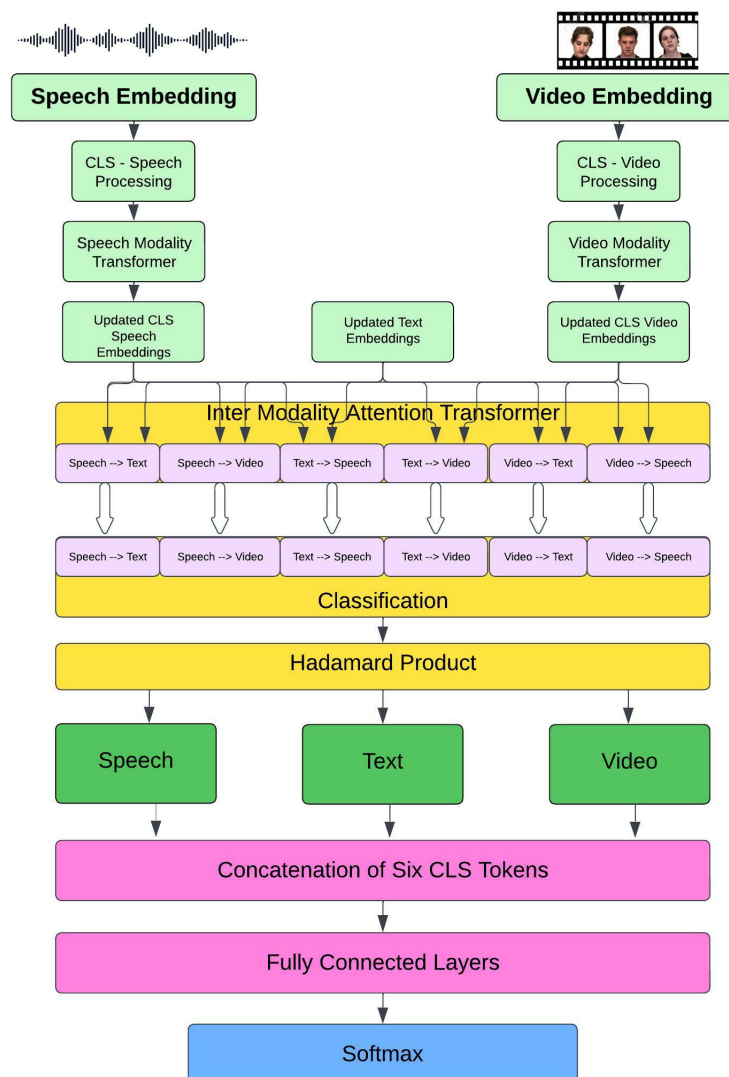 Speech Embedding
Video Embedding
CLS - Speech
Processing
CLS - Video
Processing
Speech Modality
Transformer
Video Modality
Transformer
Updated CLS
Speech
Embeddings
Updated Text
Embeddings
Updated CLS Video
Embeddings
Inter Modality Attention Transformer
Speech --> Text
Speech --> Video
Text --> Speech
Text --> Video
Video --> Text
Video --> Speech
Speech --> Text
Speech --> Video
Text --> Speech
Text --> Video
Video --> Text
Video --> Speech
Classification
Hadamard Product
Speech
Text
Video
Concatenation of Six CLS Tokens
Fully Connected Layers
Softmax